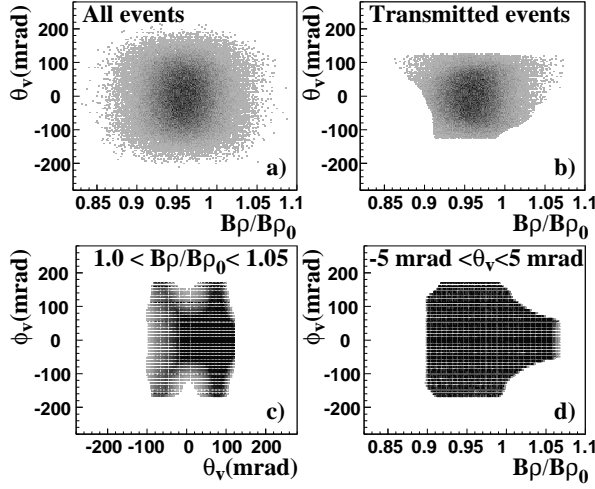 All events
Transmitted events
θv(mrad)
200
100
0
-100
-200
a)
0.85 0.9 0.95 1 1.05 1.1
Bρ/Bρ0
θv(mrad)
200
100
0
-100
-200
b)
0.85 0.9 0.95 1 1.05 1.1
Bρ/Bρ0
1.0 < Bρ/Bρ0 < 1.05
ϕv(mrad)
200
100
0
-100
-200
c)
-200 -100 0 100 200
θv(mrad)
-5 mrad <θv<5 mrad
ϕv(mrad)
200
100
0
-100
-200
d)
0.85 0.9 0.95 1 1.05 1.1
Bρ/Bρ0